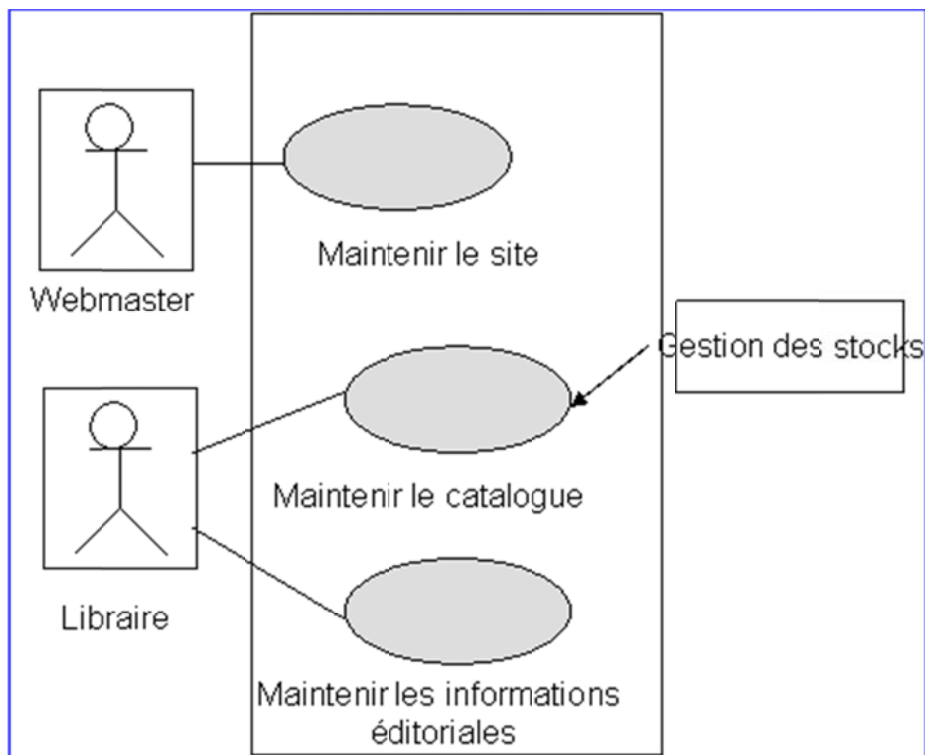 Maintenir le site
Webmaster
Gestion des stocks
Maintenir le catalogue
Libraire
Maintenir les informations
éditoriales